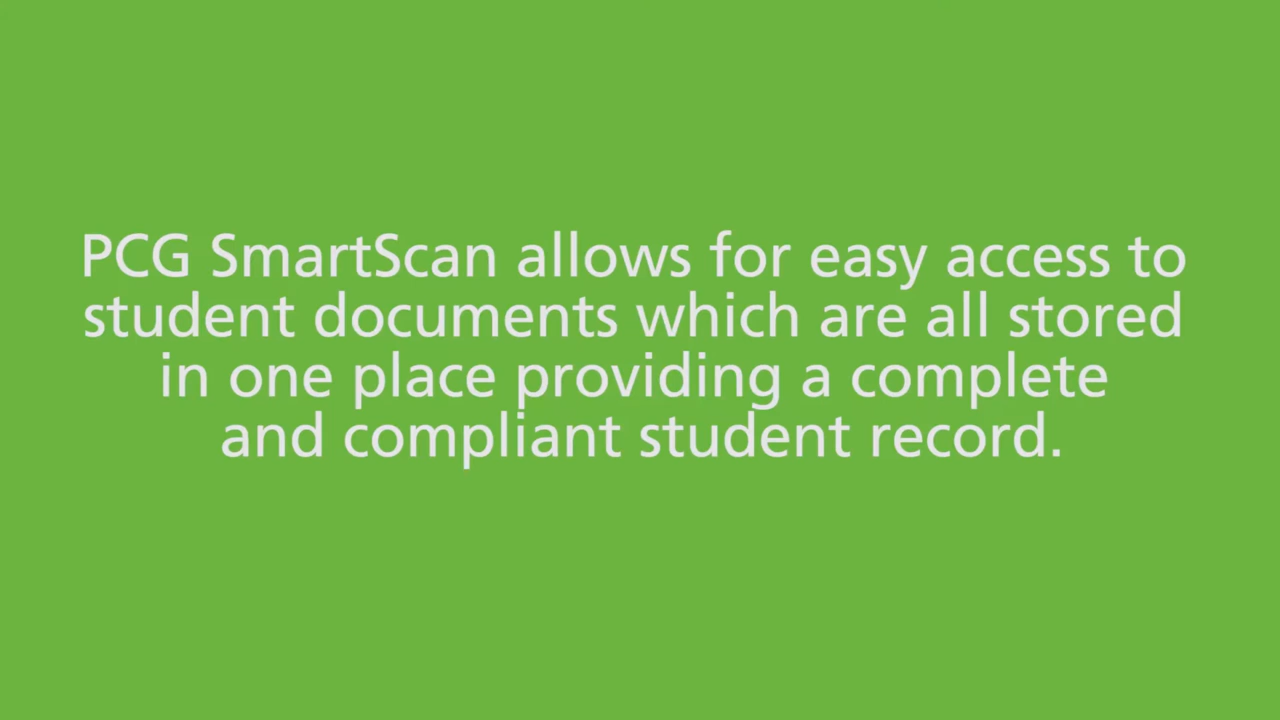 PCG SmartScan allows for easy access to
student documents which are all stored
in one place providing a complete
and compliant student record.